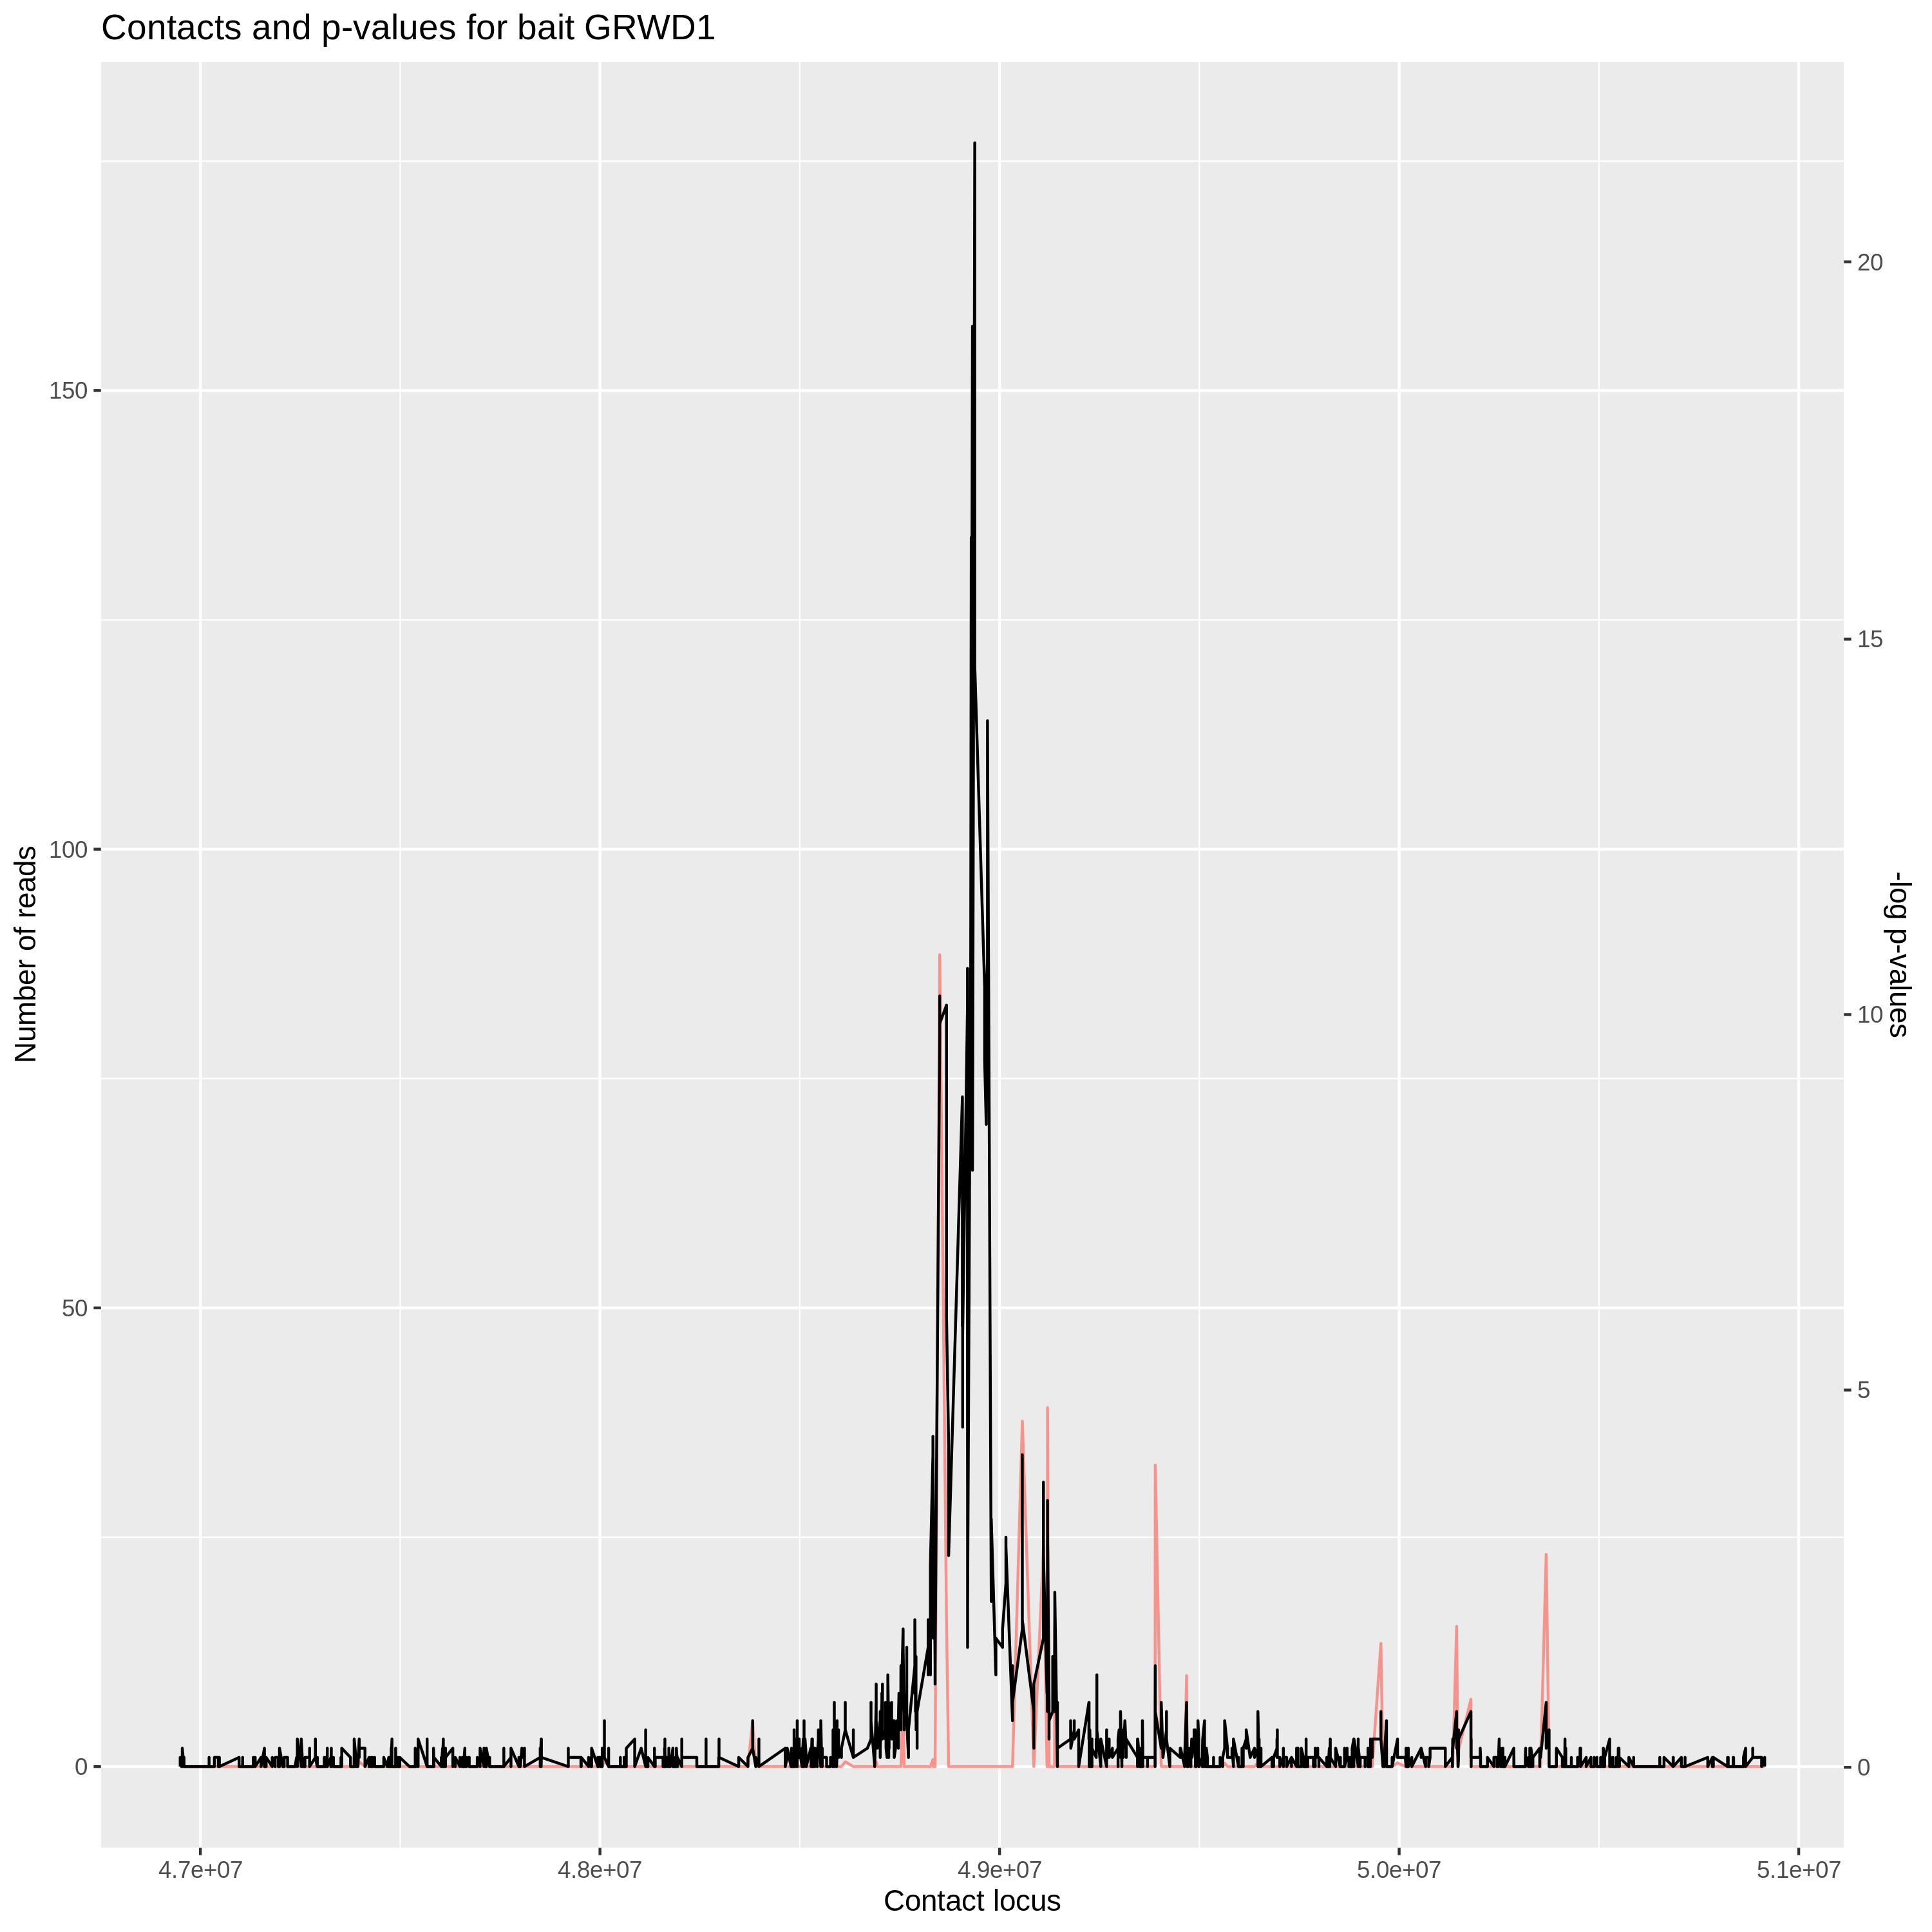 Contacts and p-values for bait GRWD1
150
100
50
0
Number of reads
20
15
10
5
0
-log p-values
4.7e+07 4.8e+07 4.9e+07 5.0e+07 5.1e+07
Contact locus